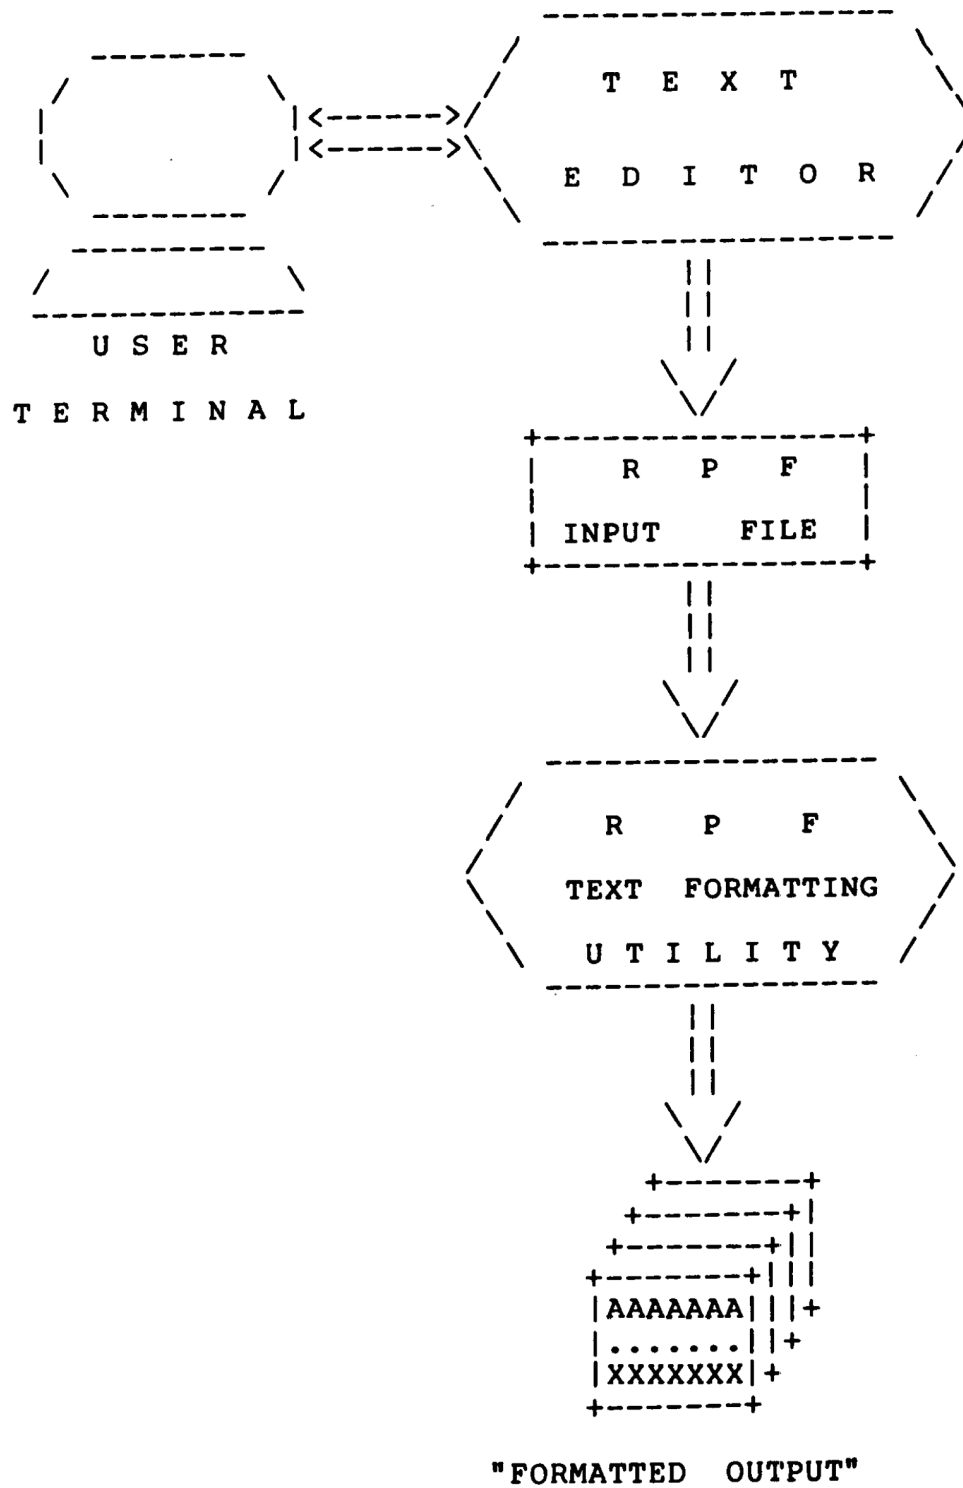 T E X T
E D I T O R
U S E R
T E R M I N A L
R P F
INPUT FILE
R P F
TEXT FORMATTING
U T I L I T Y
AAAAAAA
.......
XXXXXXX
"FORMATTED OUTPUT"